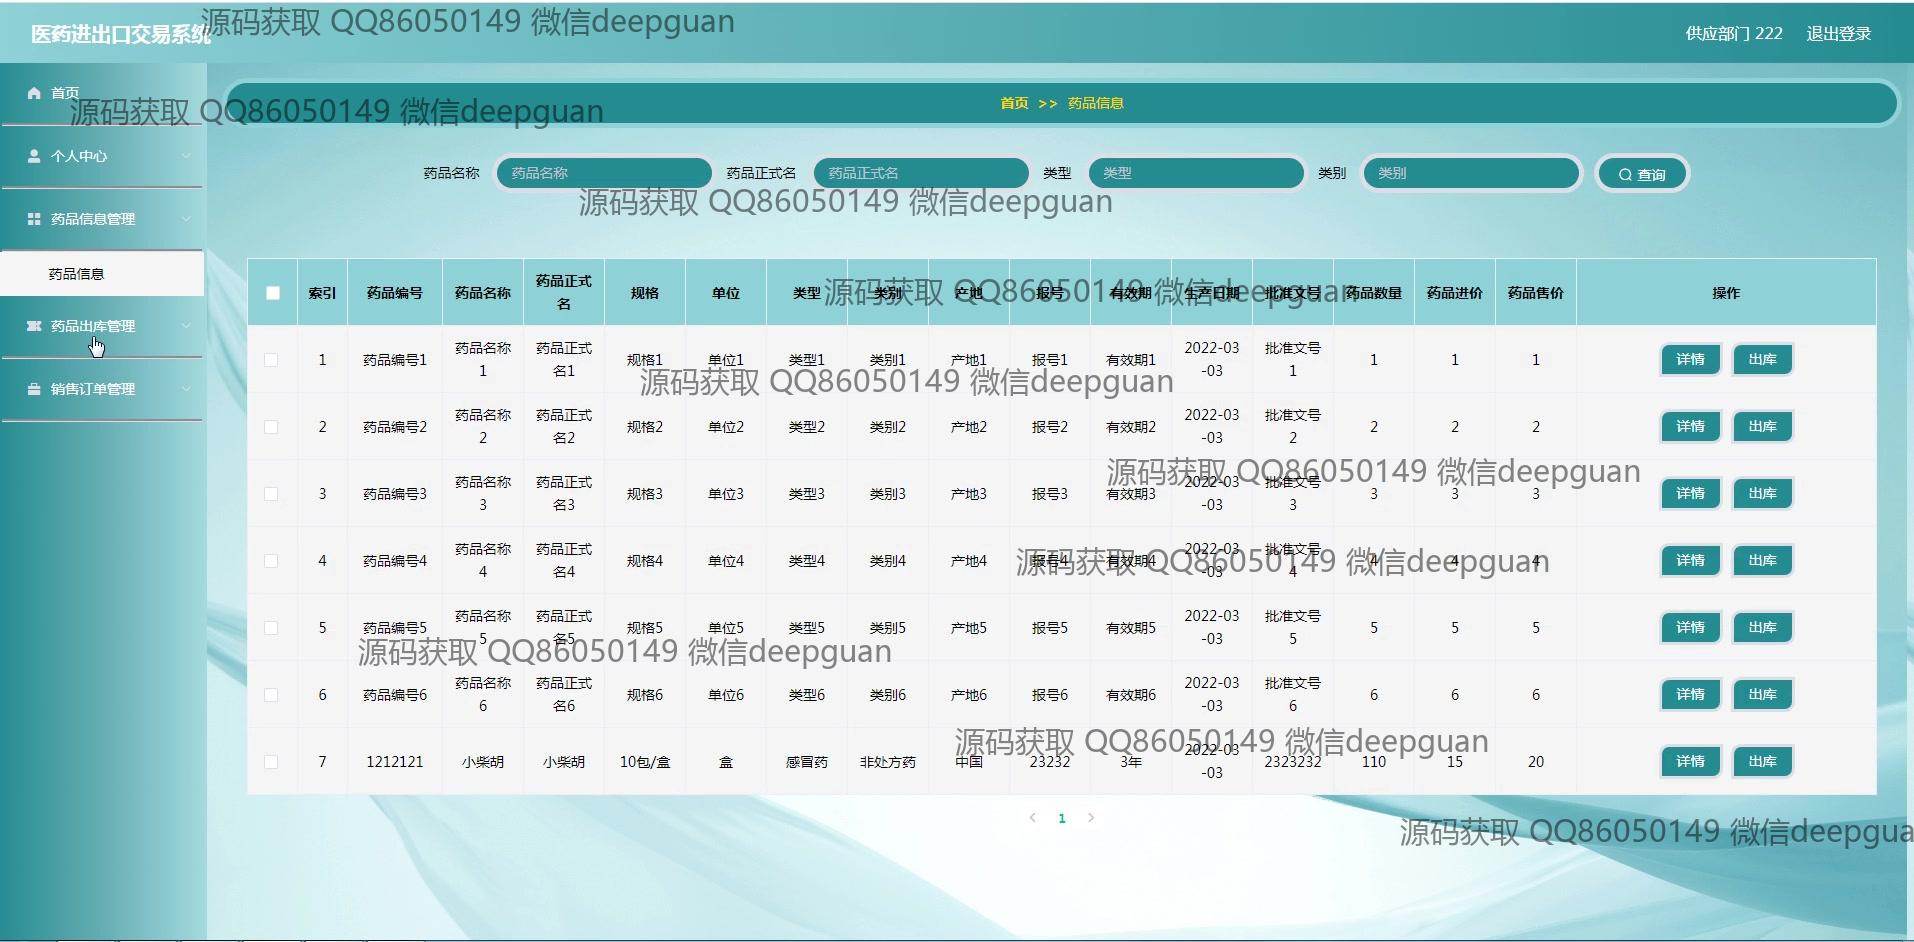 医药进出口交易系统
源码获取 QQ86050149 微信deepguan
供应部门 222 退出登录
首页
源码获取 QQ86050149 微信deepguan
首页 >> 药品信息
个人中心
药品名称 药品名称 药品正式名 药品正式名 类型 类型 类别 类别 查询
源码获取 QQ86050149 微信deepguan
药品信息管理
药品信息
药品出库管理
销售订单管理
索引 药品编号 药品名称 药品正式名 规格 单位 类型 类别 产地 报号 有效期 生产日期 批准文号 药品数量 药品进价 药品售价 操作
源码获取 QQ86050149 微信deepguan
1 药品编号1 药品名称1 药品正式名1 规格1 单位1 类型1 类别1 产地1 报号1 有效期1 2022-03-03 批准文号1 1 1 1 详情 出库
源码获取 QQ86050149 微信deepguan
2 药品编号2 药品名称2 药品正式名2 规格2 单位2 类型2 类别2 产地2 报号2 有效期2 2022-03-03 批准文号2 2 2 2 详情 出库
源码获取 QQ86050149 微信deepguan
3 药品编号3 药品名称3 药品正式名3 规格3 单位3 类型3 类别3 产地3 报号3 有效期3 2022-03-03 批准文号3 3 3 3 详情 出库
4 药品编号4 药品名称4 药品正式名4 规格4 单位4 类型4 类别4 产地4 报号4 有效期4 2022-03-03 批准文号4 4 4 4 详情 出库
源码获取 QQ86050149 微信deepguan
5 药品编号5 药品名称5 药品正式名5 规格5 单位5 类型5 类别5 产地5 报号5 有效期5 2022-03-03 批准文号5 5 5 5 详情 出库
源码获取 QQ86050149 微信deepguan
6 药品编号6 药品名称6 药品正式名6 规格6 单位6 类型6 类别6 产地6 报号6 有效期6 2022-03-03 批准文号6 6 6 6 详情 出库
源码获取 QQ86050149 微信deepguan
7 1212121 小柴胡 小柴胡 10包/盒 盒 感冒药 非处方药 中国 23232 3年 2022-03-03 2323232 110 15 20 详情 出库
1
源码获取 QQ86050149 微信deepgua